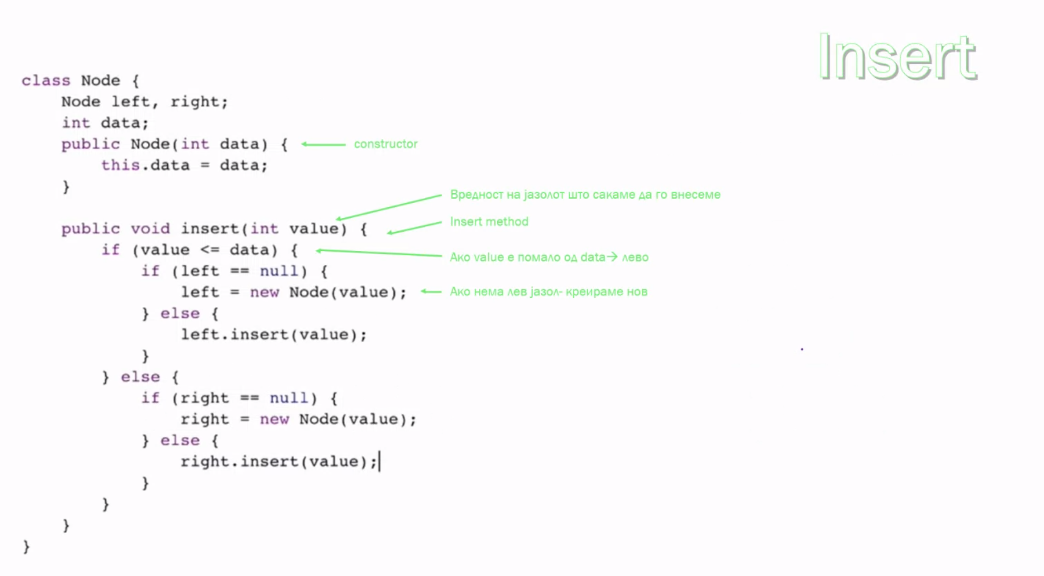 Insert
class Node {
Node left, right;
int data;
public Node(int data) {
constructor
this.data = data;
}
Вредност на јазолот што сакаме да го внесеме
public void insert(int value) {
Insert method
if (value <= data) {
Ако value е помало од data→ лево
if (left == null) {
left = new Node(value);
Ако нема лев јазол- креираме нов
} else {
left.insert(value);
}
} else {
if (right == null) {
right = new Node(value);
} else {
right.insert(value);
}
}
}
}